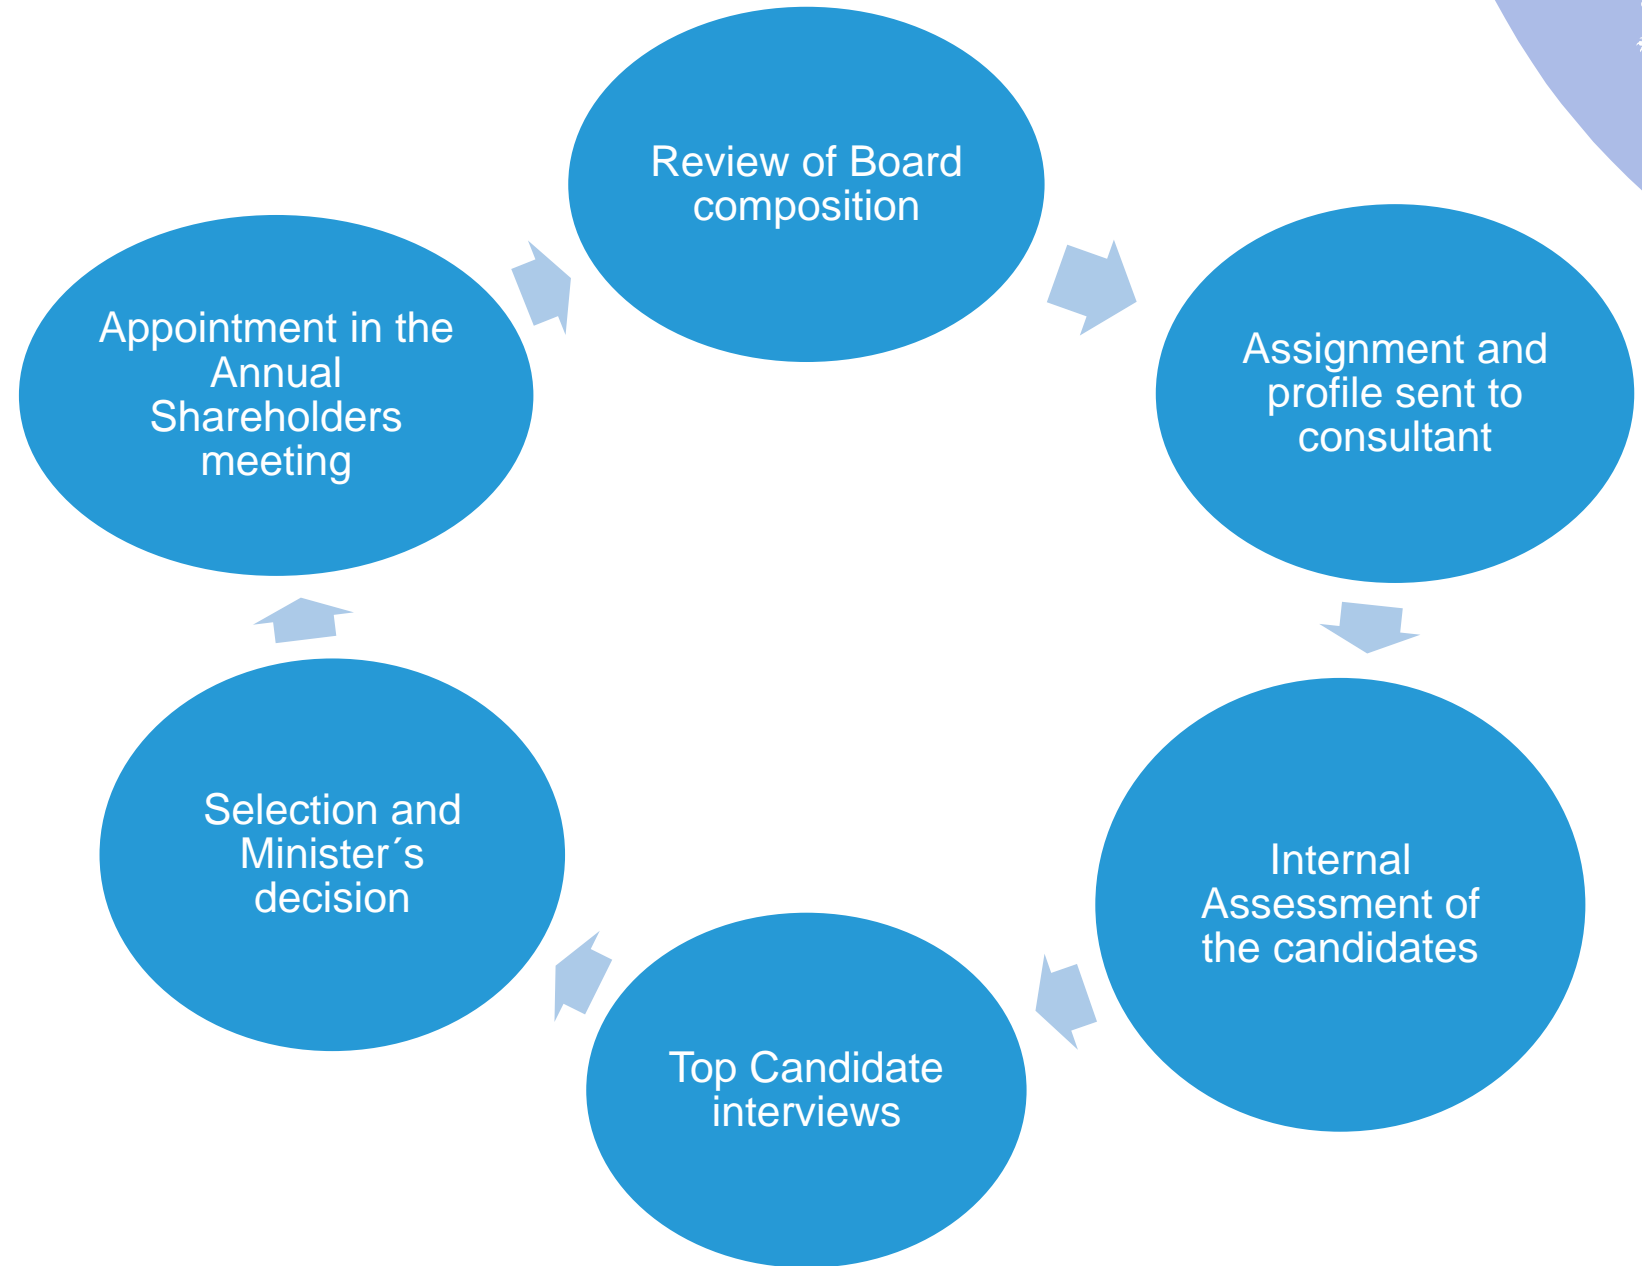 Review of Board
composition
Assignment and
profile sent to
consultant
Internal
Assessment of
the candidates
Top Candidate
interviews
Selection and
Minister´s
decision
Appointment in the
Annual
Shareholders
meeting